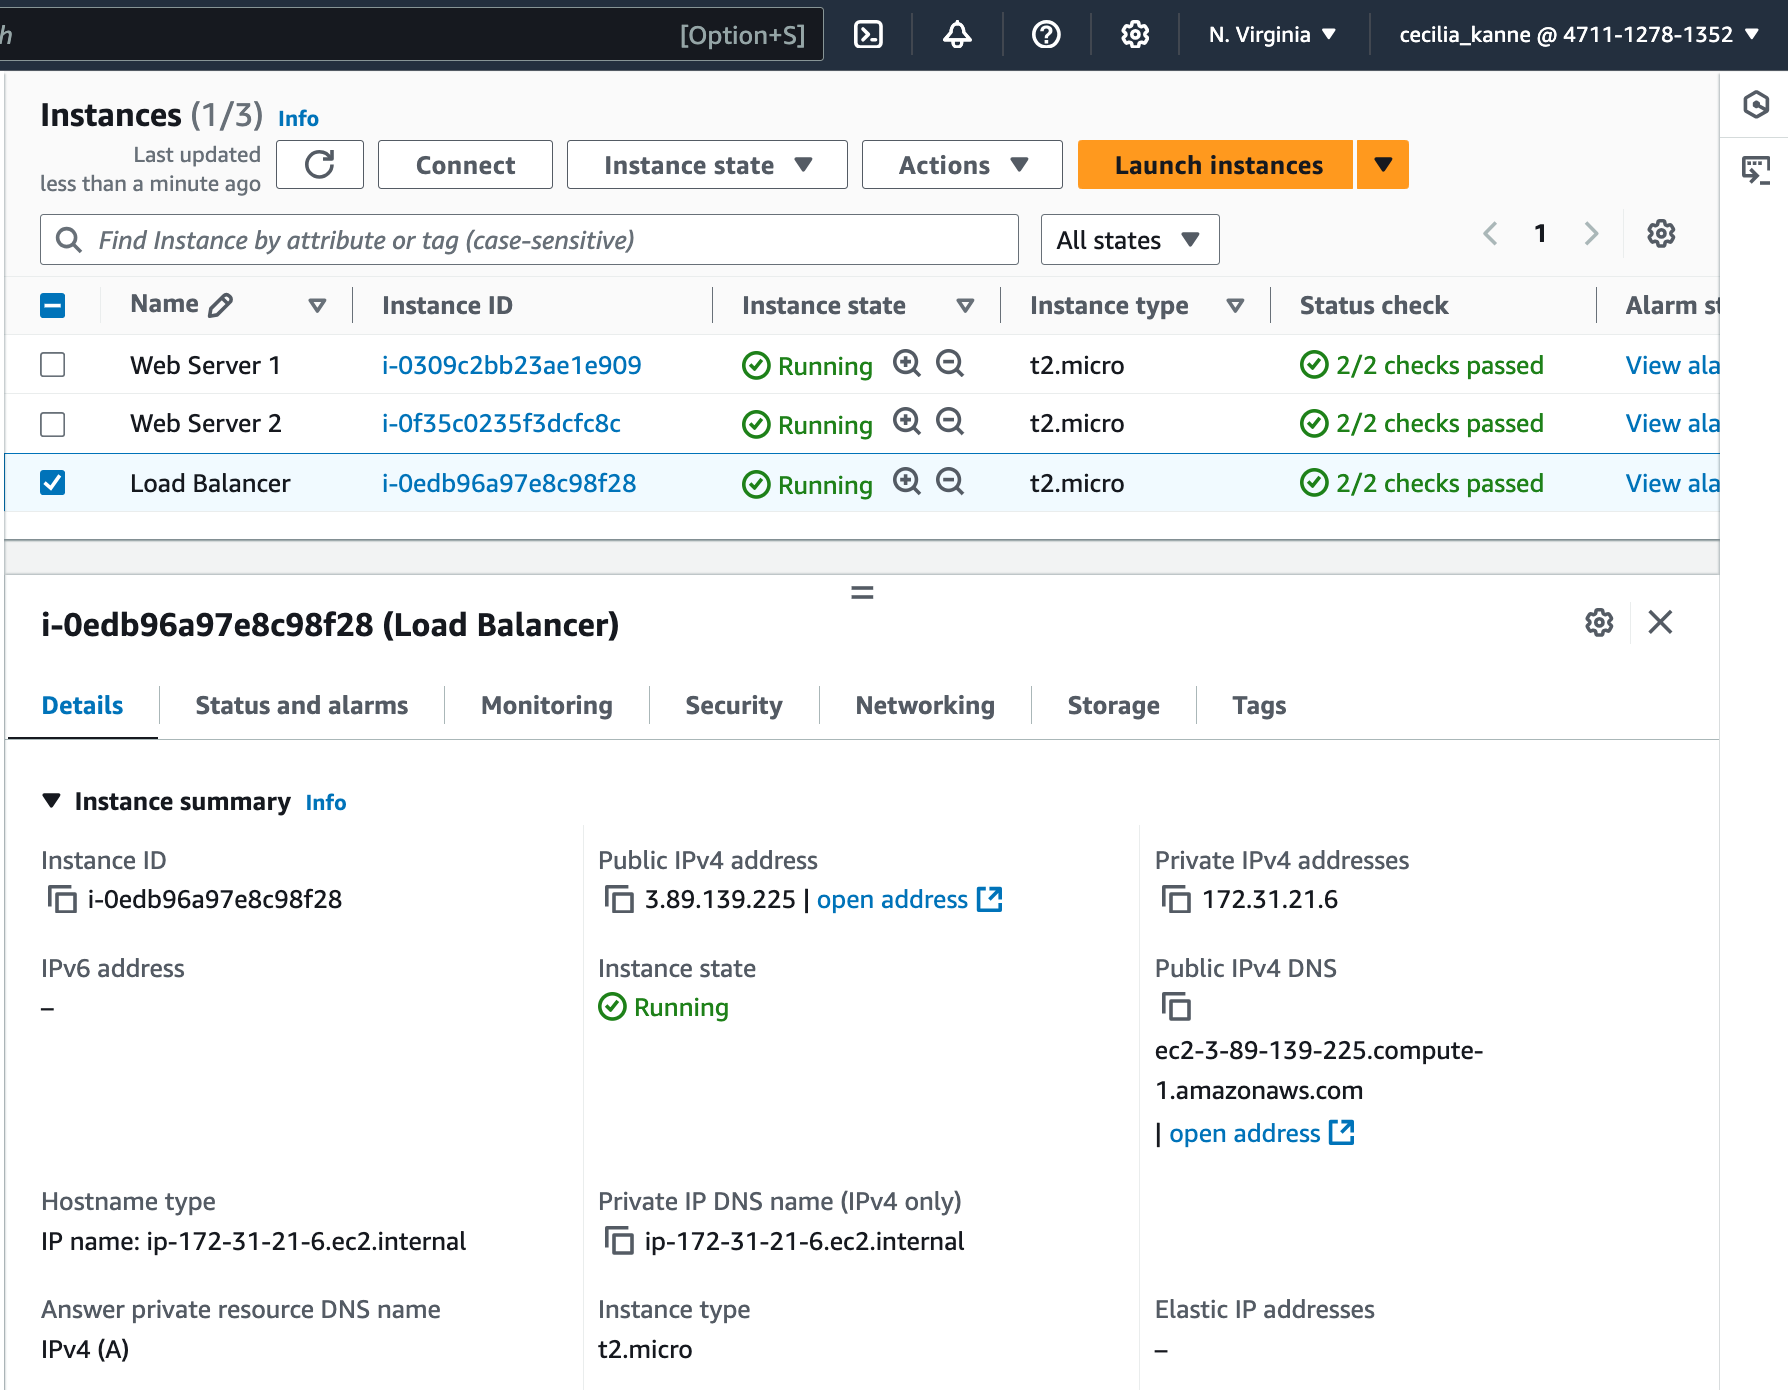 h [Option+S] N. Virginia cecilia_kanne @ 4711-1278-1352
Instances (1/3) Info
Last updated
less than a minute ago
Connect Instance state Actions Launch instances
Find Instance by attribute or tag (case-sensitive) All states 1
Name Instance ID Instance state Instance type Status check Alarm st
Web Server 1 i-0309c2bb23ae1e909 Running t2.micro 2/2 checks passed View ala
Web Server 2 i-0f35c0235f3dcfc8c Running t2.micro 2/2 checks passed View ala
Load Balancer i-0edb96a97e8c98f28 Running t2.micro 2/2 checks passed View ala
i-0edb96a97e8c98f28 (Load Balancer)
Details Status and alarms Monitoring Security Networking Storage Tags
Instance summary Info
Instance ID
i-0edb96a97e8c98f28
Public IPv4 address
3.89.139.225 | open address
Private IPv4 addresses
172.31.21.6
IPv6 address
–
Instance state
Running
Public IPv4 DNS
ec2-3-89-139-225.compute-
1.amazonaws.com
| open address
Hostname type
IP name: ip-172-31-21-6.ec2.internal
Private IP DNS name (IPv4 only)
ip-172-31-21-6.ec2.internal
Answer private resource DNS name
IPv4 (A)
Instance type
t2.micro
Elastic IP addresses
–